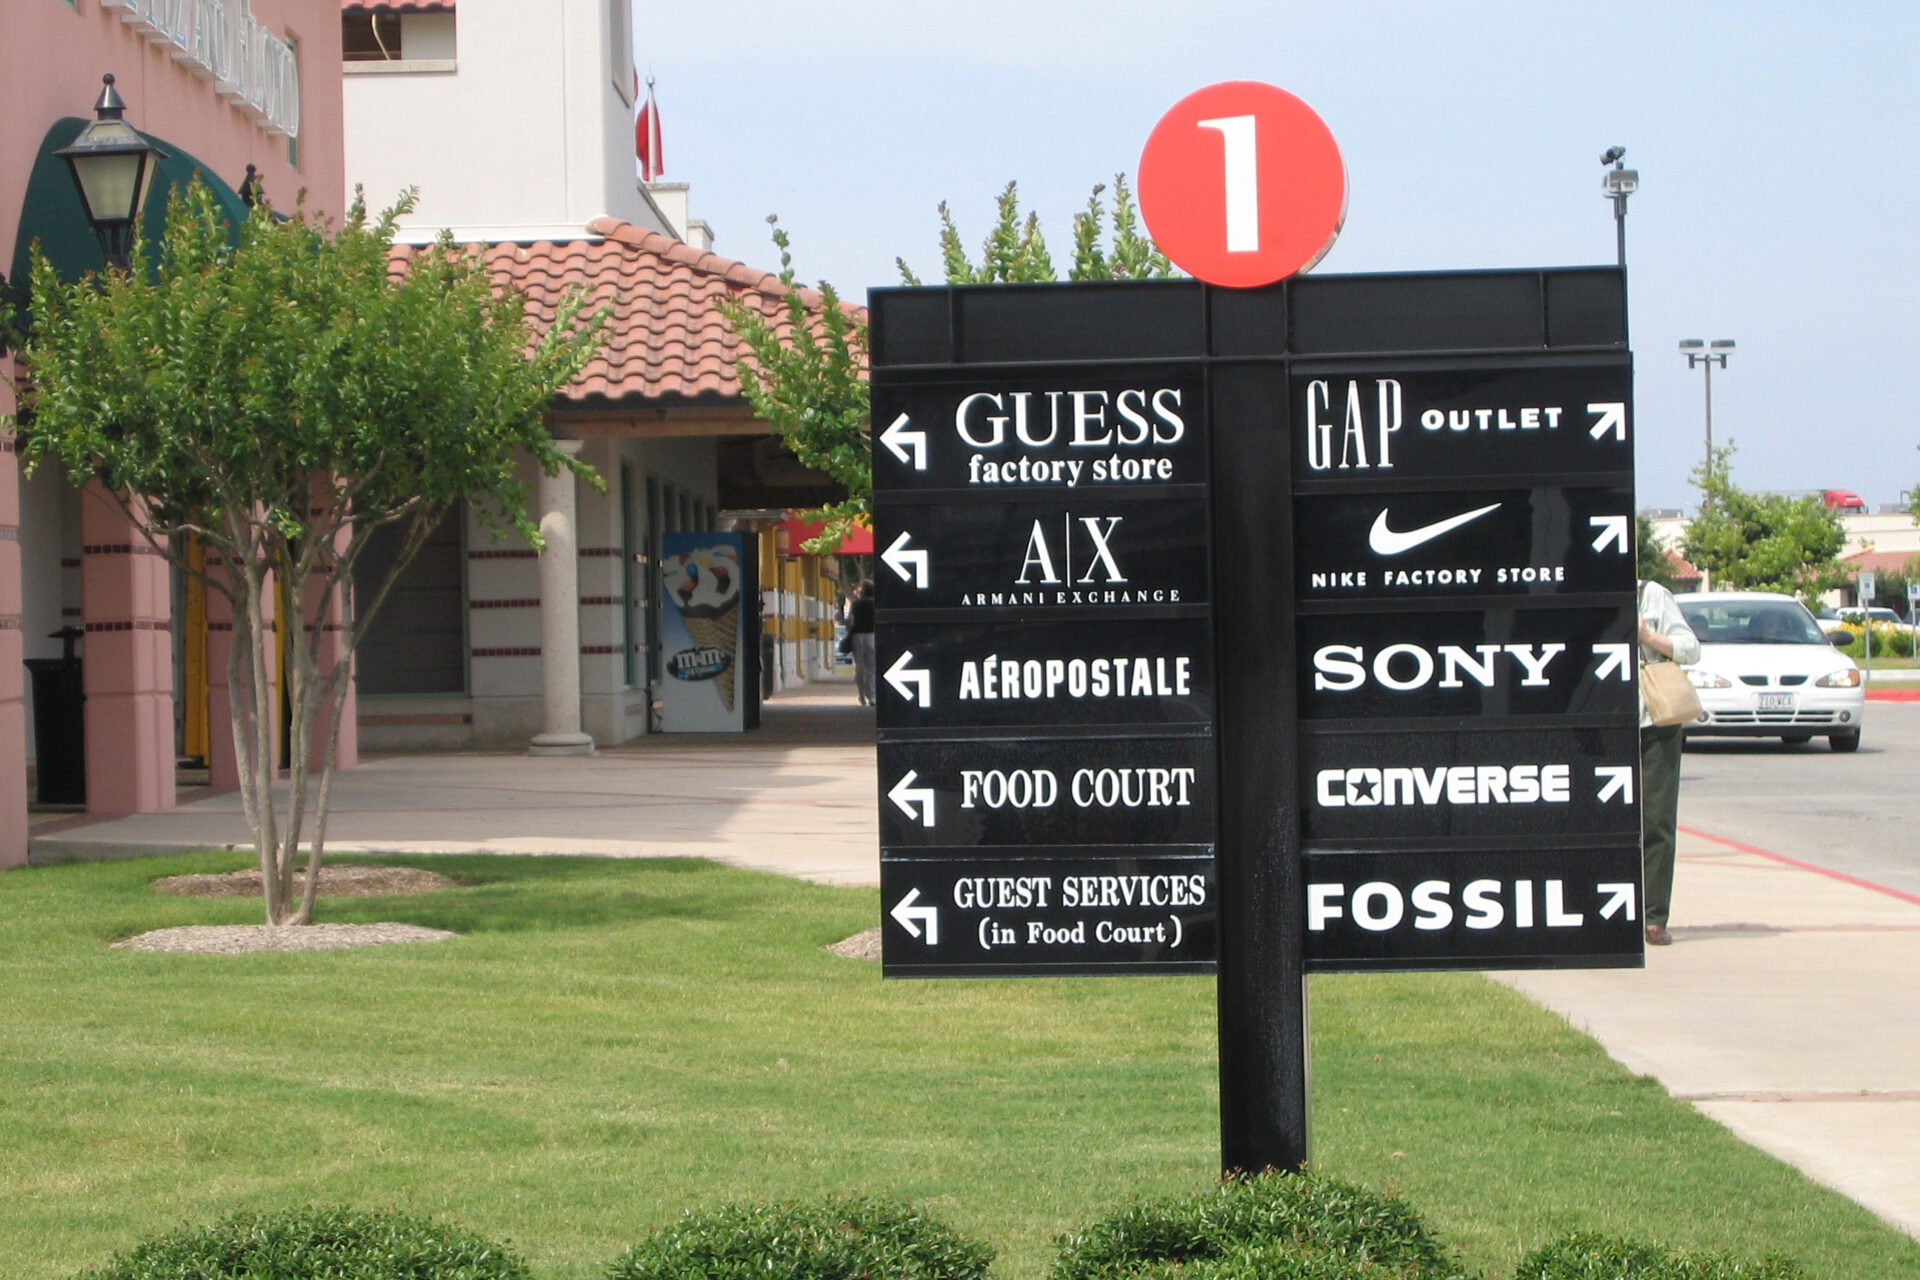 1
GUESS
factory store
A|X
ARMANI EXCHANGE
AÉROPOSTALE
FOOD COURT
GUEST SERVICES
(in Food Court)
GAP OUTLET
NIKE FACTORY STORE
SONY
CONVERSE
FOSSIL
m&m's